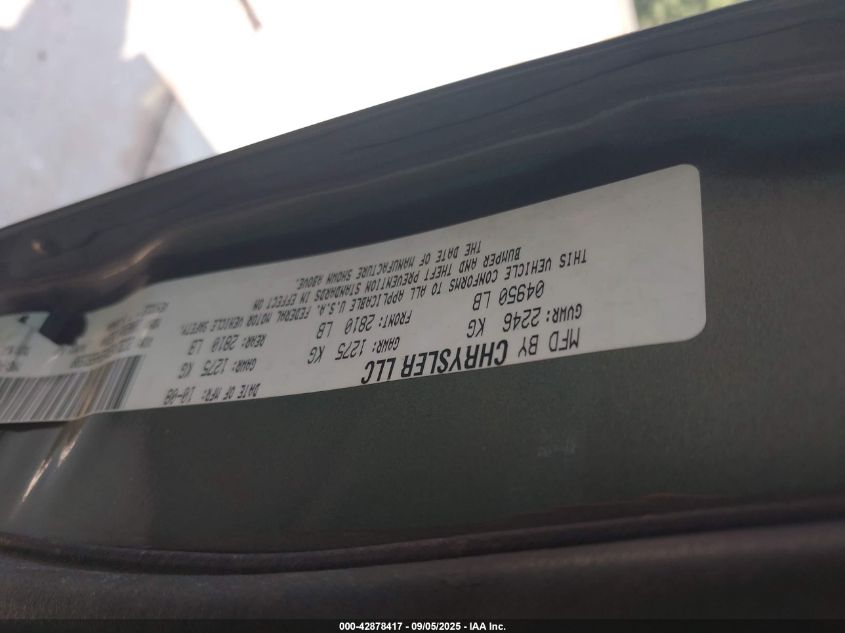 MFD BY CHRYSLER LLC
DATE OF MFR: 10-08
GVWR: 2246 KG
GAWR: 1275 KG
GAWR: 1275 KG
04950 LB
FRONT: 2810 LB
REAR: 2810 LB
THIS VEHICLE CONFORMS TO ALL APPLICABLE U.S.A. FEDERAL MOTOR VEHICLE SAFETY,
BUMPER AND THEFT PREVENTION STANDARDS IN EFFECT ON
THE DATE OF MANUFACTURE SHOWN ABOVE.
000-42878417 - 09/05/2025 - IAA Inc.